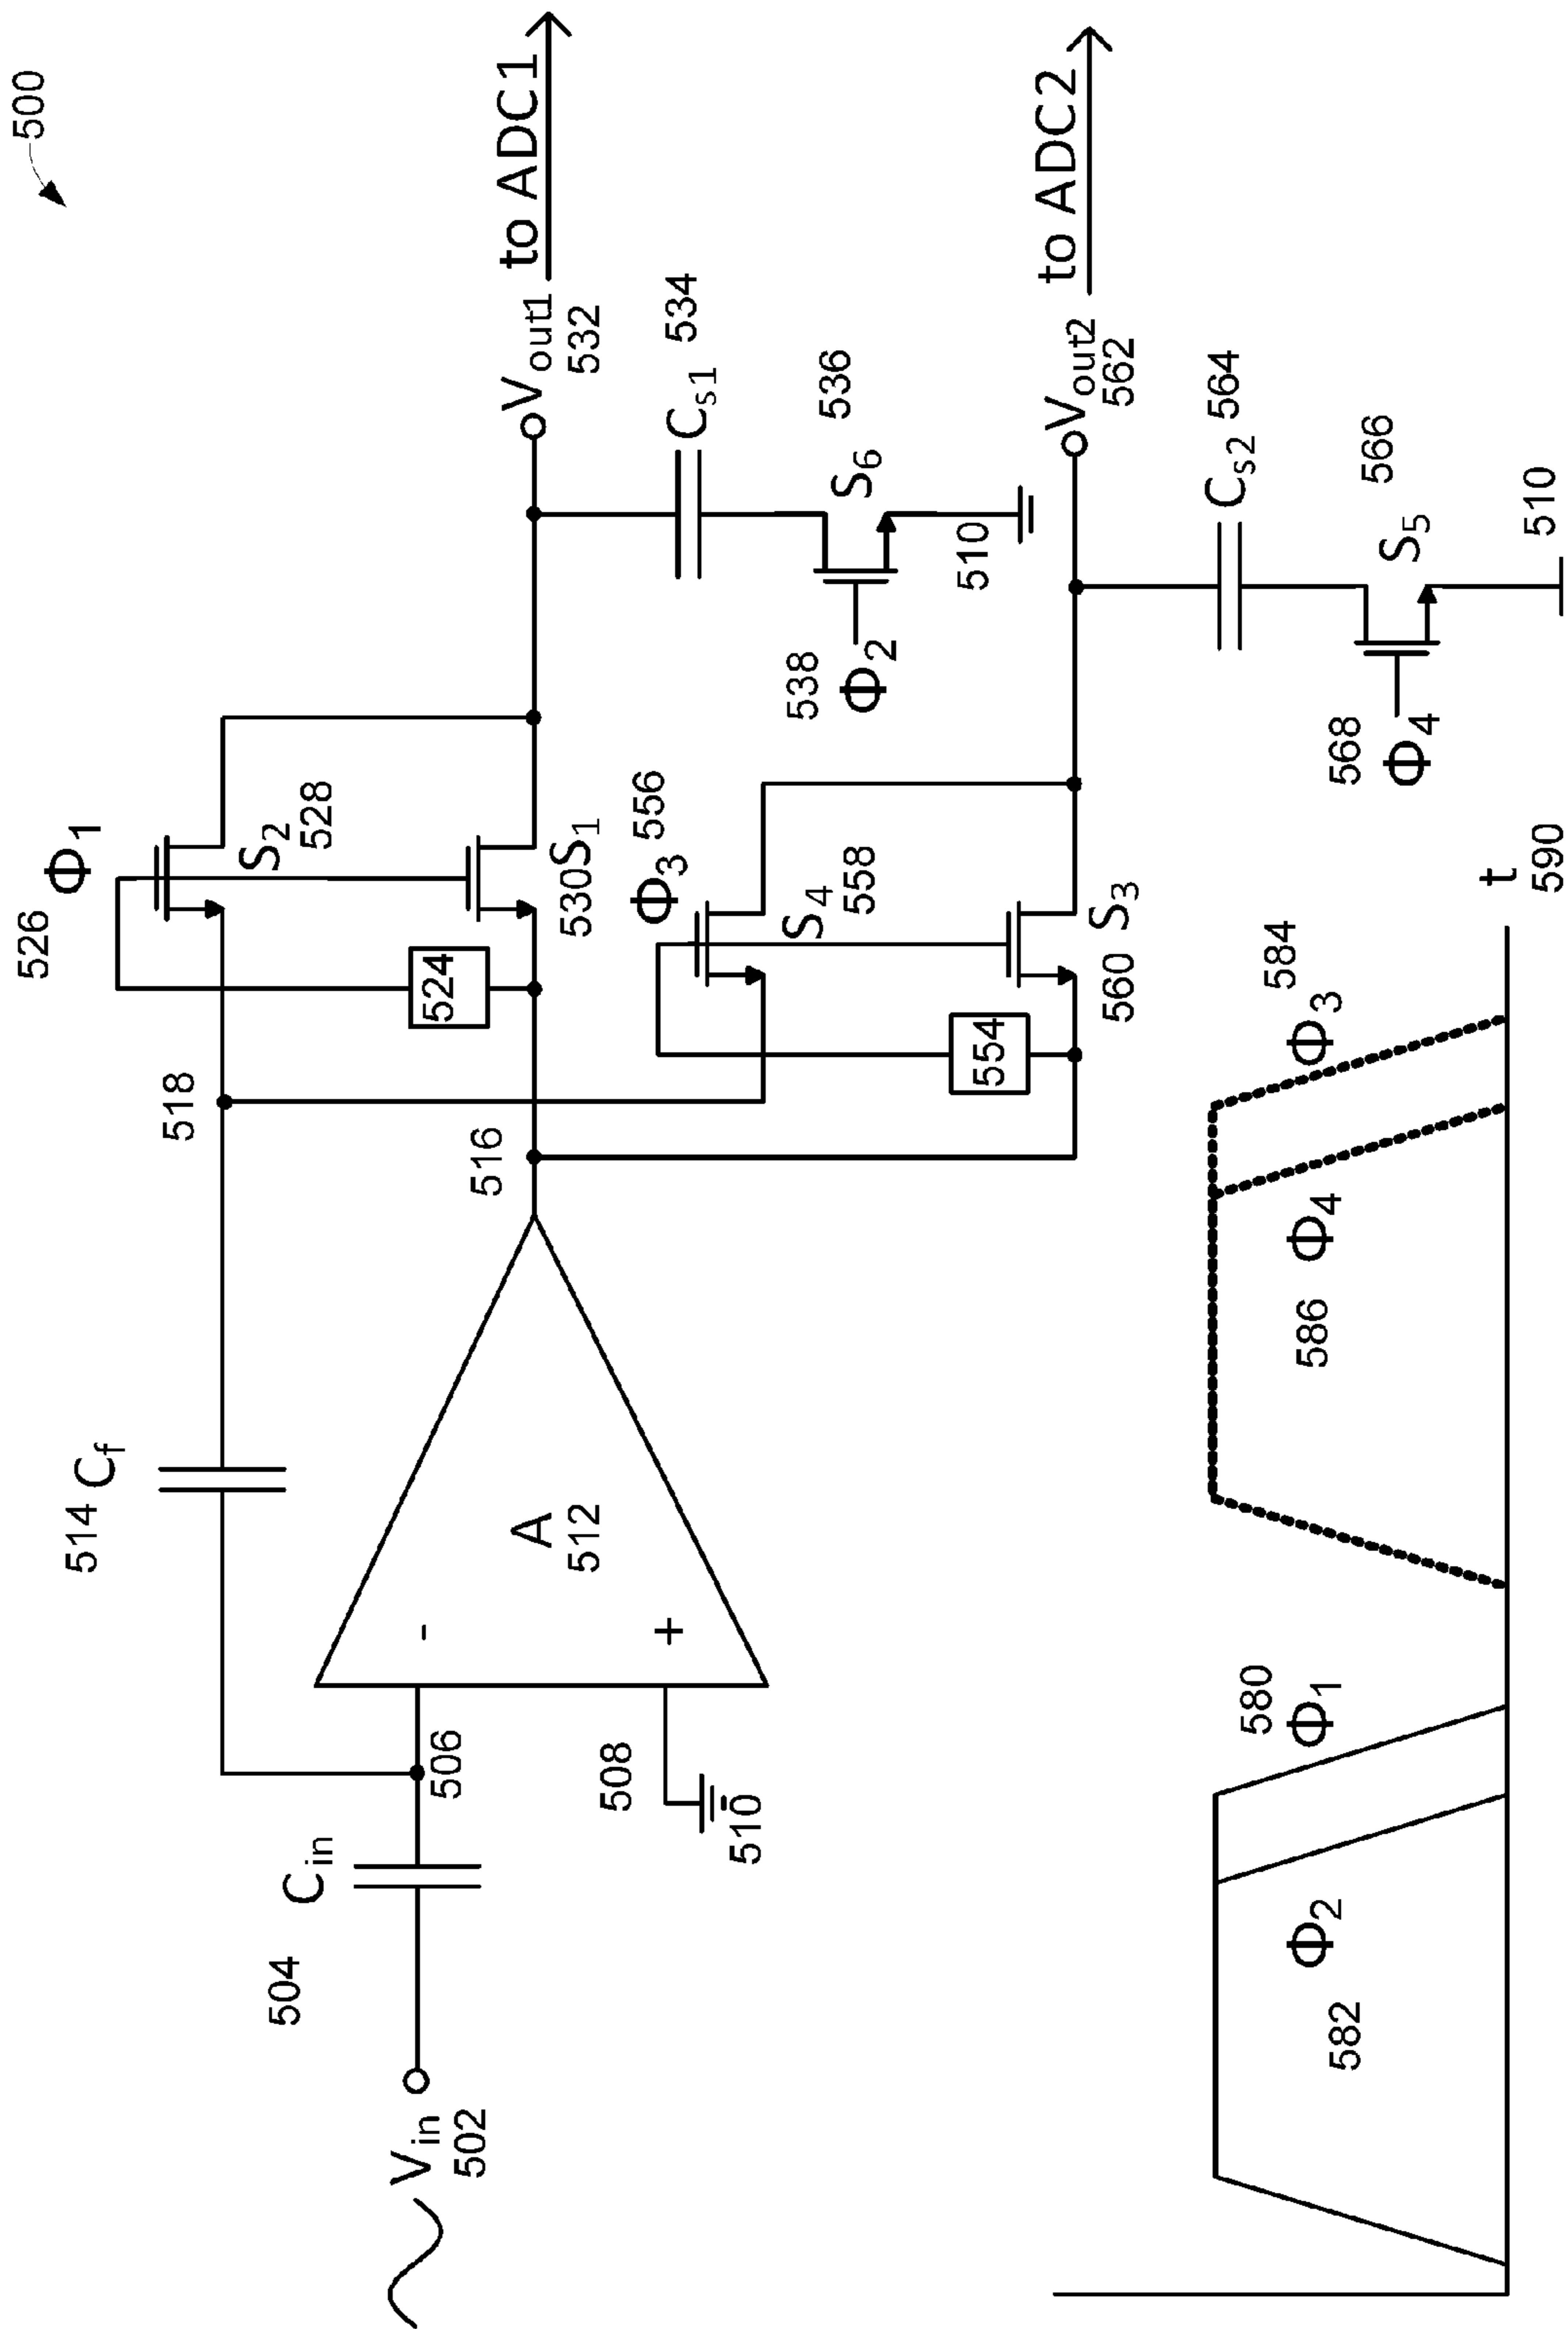 500
526 Φ1
S2
528
514 Cf
518
524
530 S1
516
Vout1 to ADC1
532
Cs1 534
536
S6
538
Φ2
510
Cin
504
506
-
A
512
+
508
510
Vin
502
Φ3 556
S4
558
554
560 S3
Vout2 to ADC2
562
Cs2 564
566
S5
568
Φ4
510
580
Φ1
Φ2
582
584
Φ3
Φ4
586
t
590